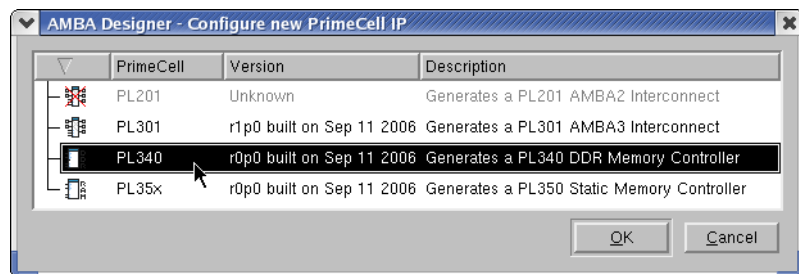 AMBA Designer - Configure new PrimeCell IP
PrimeCell Version Description
PL201 Unknown Generates a PL201 AMBA2 Interconnect
PL301 r1p0 built on Sep 11 2006 Generates a PL301 AMBA3 Interconnect
PL340 r0p0 built on Sep 11 2006 Generates a PL340 DDR Memory Controller
PL35x r0p0 built on Sep 11 2006 Generates a PL350 Static Memory Controller
OK Cancel